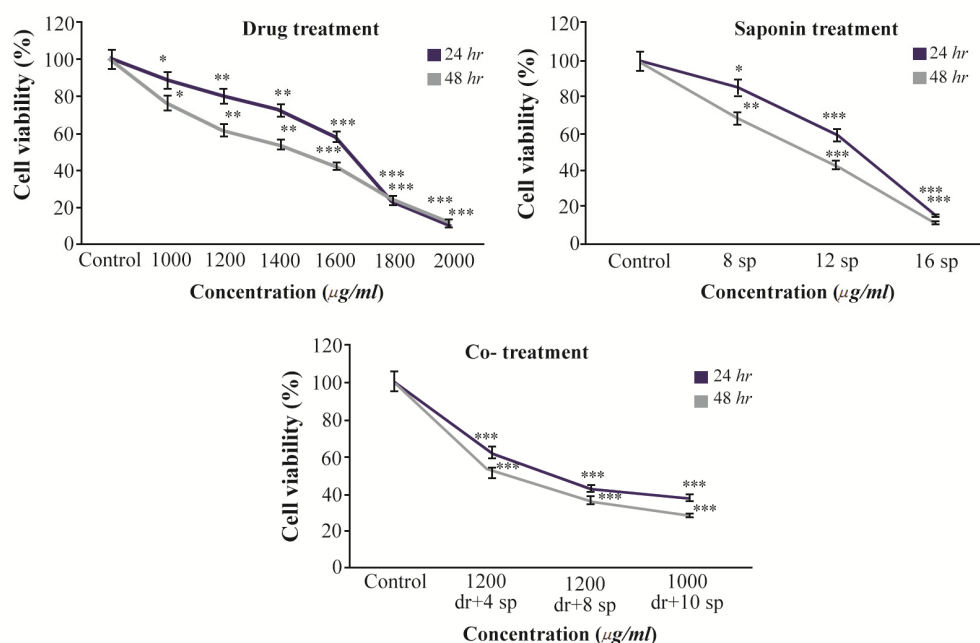 Drug treatment
24 hr
48 hr
Cell viability (%)
120
100
80
60
40
20
0
*
**
**
***
***
***
*
**
**
***
***
***
Control 1000 1200 1400 1600 1800 2000
Concentration (µg/ml)
Saponin treatment
24 hr
48 hr
Cell viability (%)
120
100
80
60
40
20
0
*
***
***
**
***
***
Control 8 sp 12 sp 16 sp
Concentration (µg/ml)
Co- treatment
24 hr
48 hr
Cell viability (%)
120
100
80
60
40
20
0
***
***
***
***
***
***
Control 1200 1200 1000
dr+4 sp dr+8 sp dr+10 sp
Concentration (µg/ml)